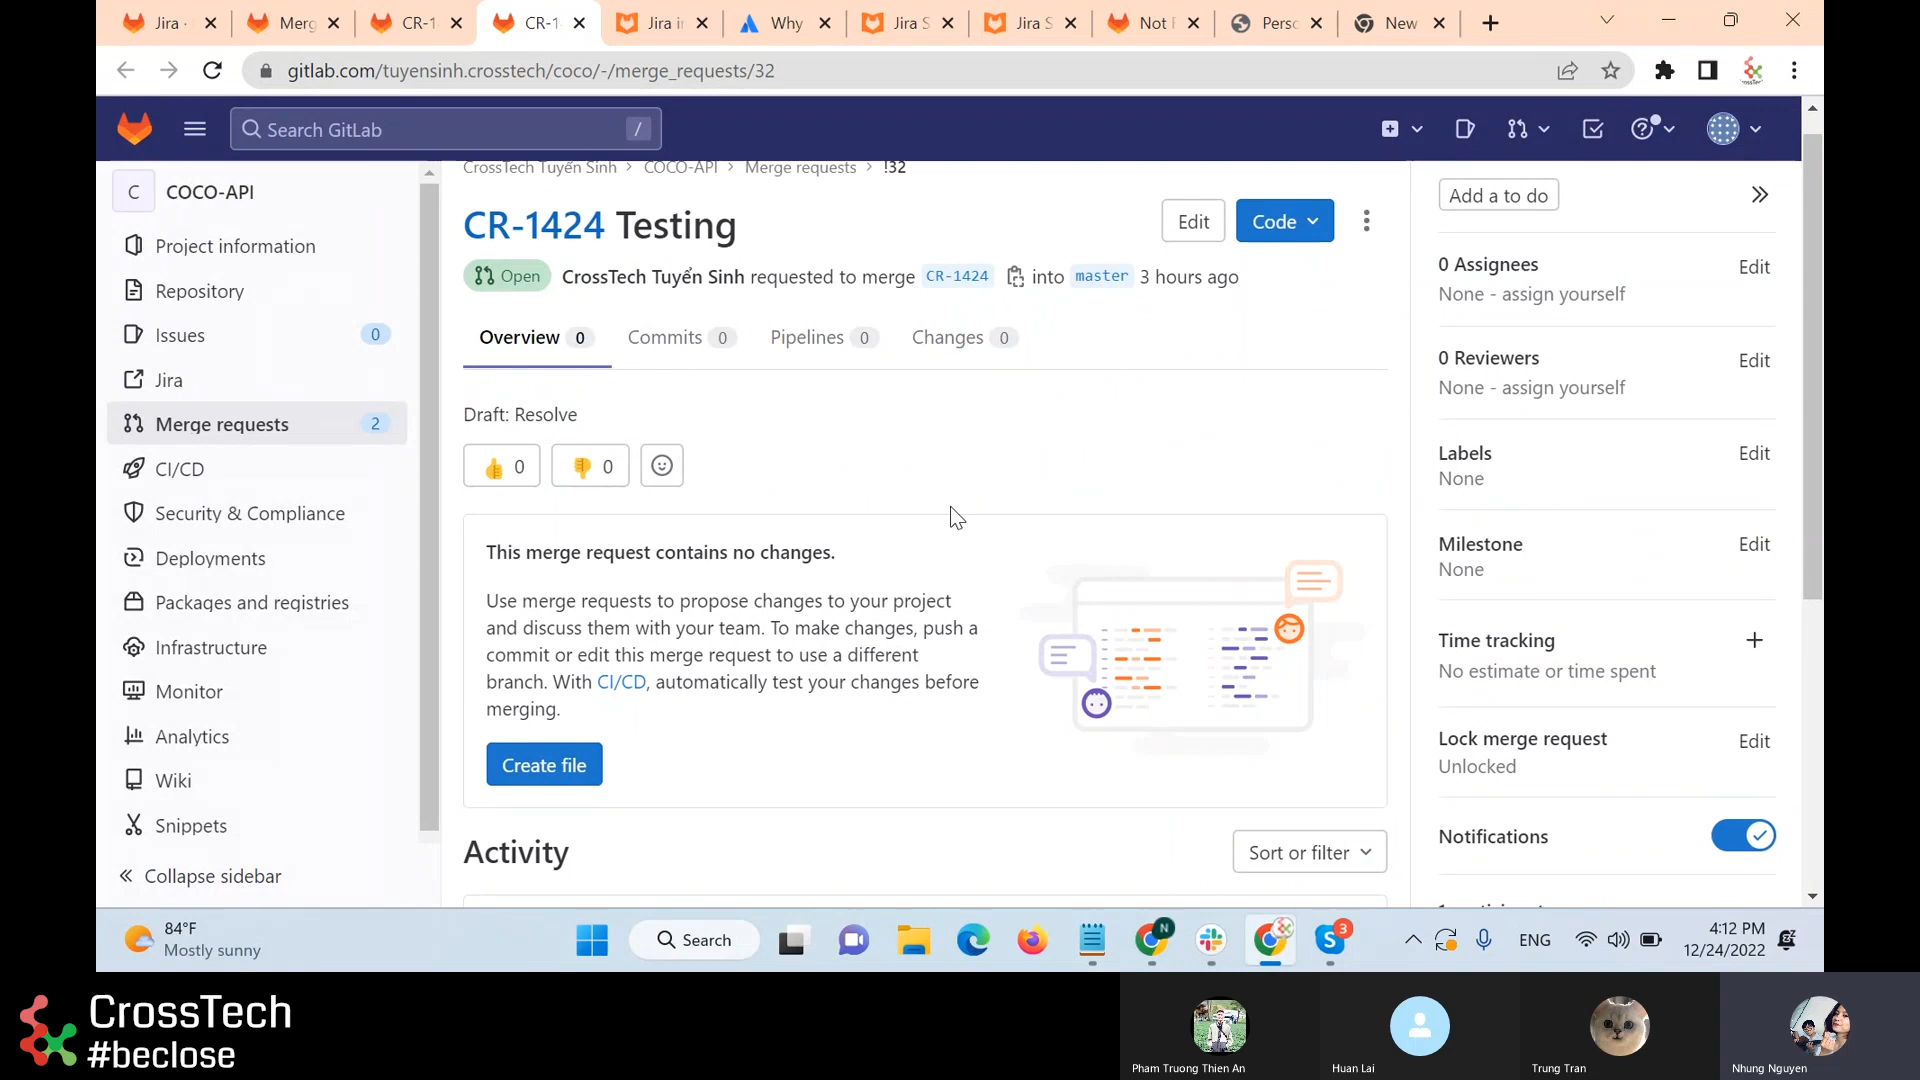 Jira ·
Merg
CR-1
CR-1
Jira i
Why
Jira S
Jira S
Not
Perso
New
gitlab.com/tuyensinh.crosstech/coco/-/merge_requests/32
Search GitLab
/
CrossTech Tuyển Sinh > COCO-API > Merge requests > !32
C COCO-API
Project information
Repository
Issues 0
Jira
Merge requests 2
CI/CD
Security & Compliance
Deployments
Packages and registries
Infrastructure
Monitor
Analytics
Wiki
Snippets
« Collapse sidebar
CR-1424 Testing
Edit
Code
Open CrossTech Tuyển Sinh requested to merge CR-1424 into master 3 hours ago
Overview 0 Commits 0 Pipelines 0 Changes 0
Draft: Resolve
0 0
This merge request contains no changes.
Use merge requests to propose changes to your project
and discuss them with your team. To make changes, push a
commit or edit this merge request to use a different
branch. With CI/CD, automatically test your changes before
merging.
Create file
Activity
Sort or filter
Add a to do
0 Assignees Edit
None - assign yourself
0 Reviewers Edit
None - assign yourself
Labels Edit
None
Milestone Edit
None
Time tracking +
No estimate or time spent
Lock merge request Edit
Unlocked
Notifications
84°F
Mostly sunny
Search
N
3
ENG
4:12 PM
12/24/2022
CrossTech
#beclose
Pham Truong Thien An
Huan Lai
Trung Tran
Nhung Nguyen